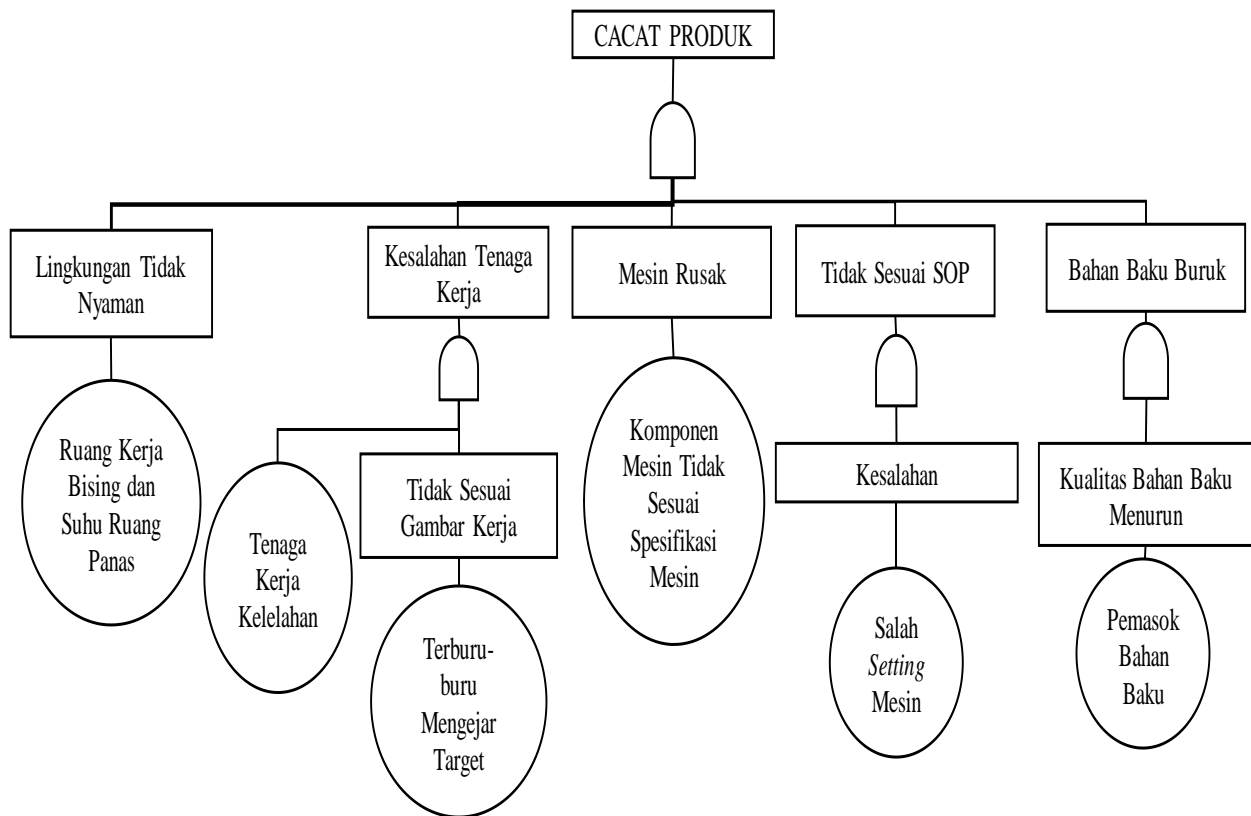 CACAT PRODUK
Lingkungan Tidak
Nyaman
Kesalahan Tenaga
Kerja
Mesin Rusak
Tidak Sesuai SOP
Bahan Baku Buruk
Ruang Kerja
Bising dan
Suhu Ruang
Panas
Tenaga
Kerja
Kelelahan
Tidak Sesuai
Gambar Kerja
Terburu-
buru
Mengejar
Target
Komponen
Mesin Tidak
Sesuai
Spesifikasi
Mesin
Kesalahan
Salah
Setting
Mesin
Kualitas Bahan Baku
Menurun
Pemasok
Bahan
Baku